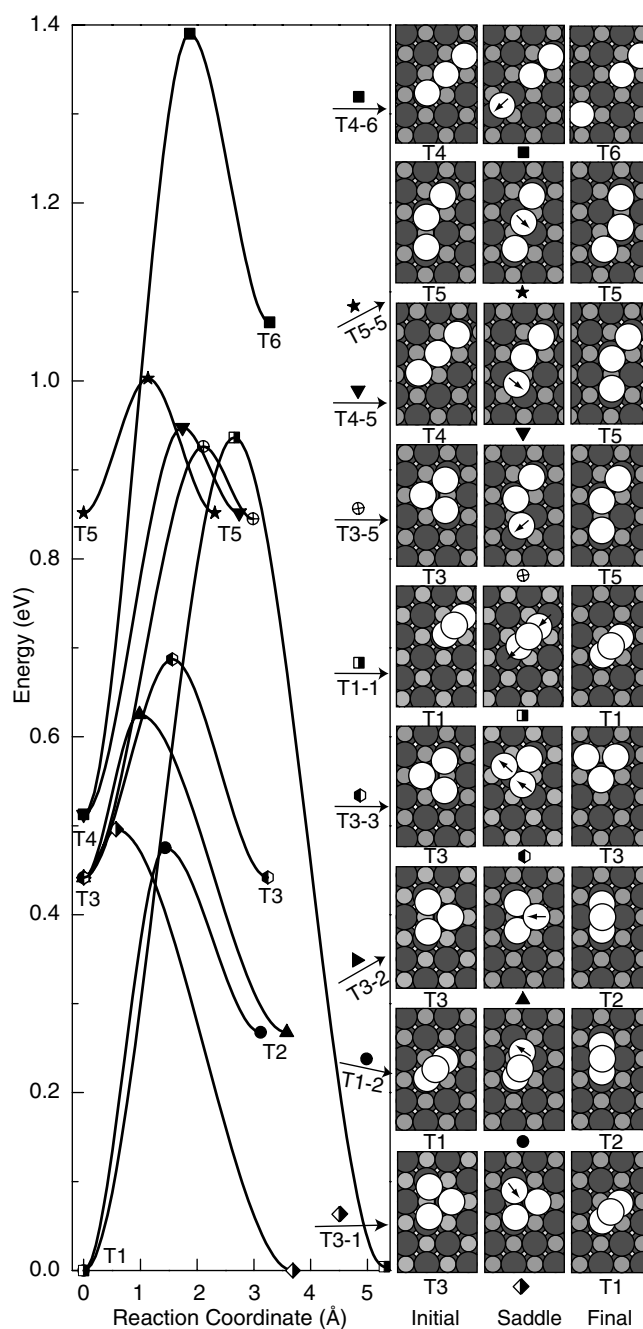 1.4
1.2
1.0
0.8
0.6
0.4
0.2
0.0
Energy (eV)
0
1
2
3
4
5
Reaction Coordinate (Å)
T6
T5
T5
T4
T3
T3
T2
T1
T4-6
T4
T6
T5-5
T5
T5
T4-5
T4
T5
T3-5
T3
T5
T1-1
T1
T1
T3-3
T3
T3
T3-2
T3
T2
T1-2
T1
T2
T3-1
T3
T1
Initial
Saddle
Final